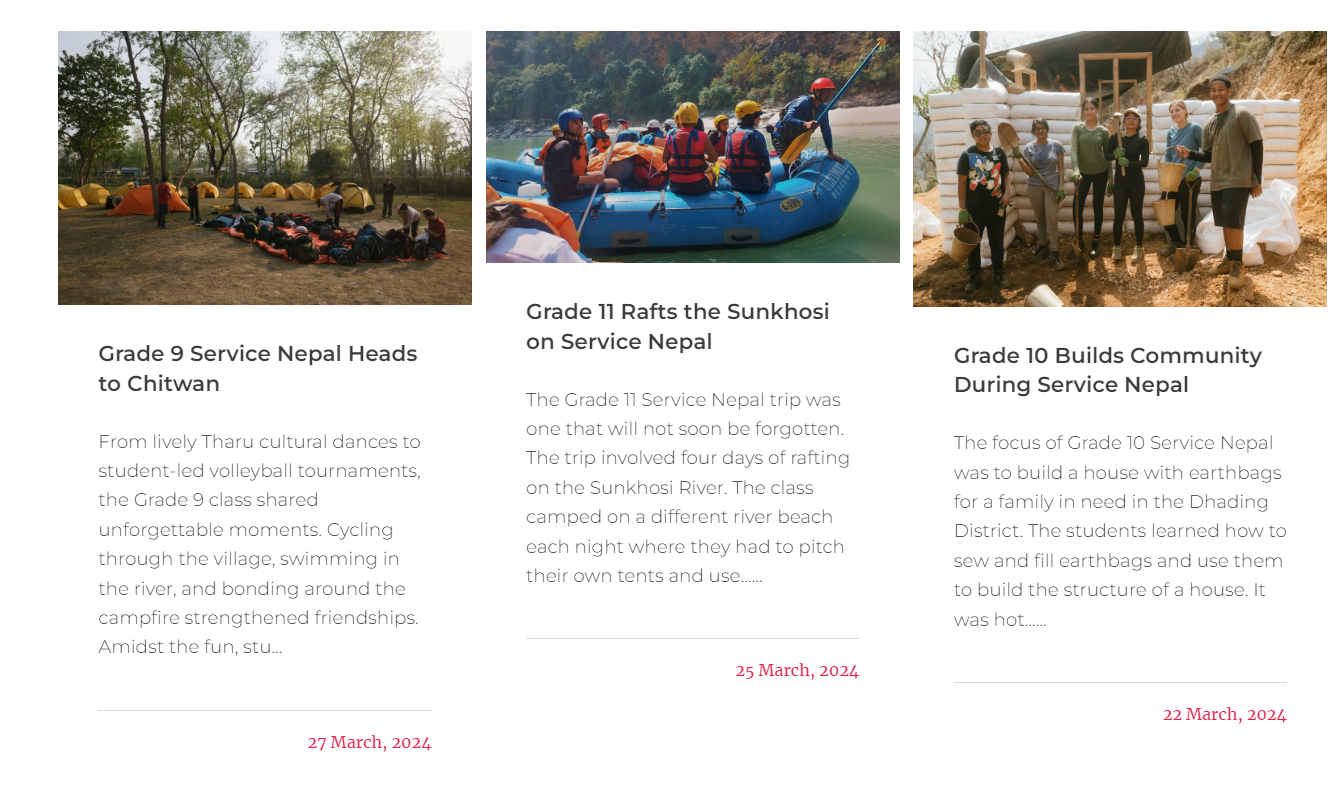 Grade 9 Service Nepal Heads
to Chitwan
From lively Tharu cultural dances to
student-led volleyball tournaments,
the Grade 9 class shared
unforgettable moments. Cycling
through the village, swimming in
the river, and bonding around the
campfire strengthened friendships.
Amidst the fun, stu...
27 March, 2024
Grade 11 Rafts the Sunkhosi
on Service Nepal
The Grade 11 Service Nepal trip was
one that will not soon be forgotten.
The trip involved four days of rafting
on the Sunkhosi River. The class
camped on a different river beach
each night where they had to pitch
their own tents and use......
25 March, 2024
Grade 10 Builds Community
During Service Nepal
The focus of Grade 10 Service Nepal
was to build a house with earthbags
for a family in need in the Dhading
District. The students learned how to
sew and fill earthbags and use them
to build the structure of a house. It
was hot......
22 March, 2024